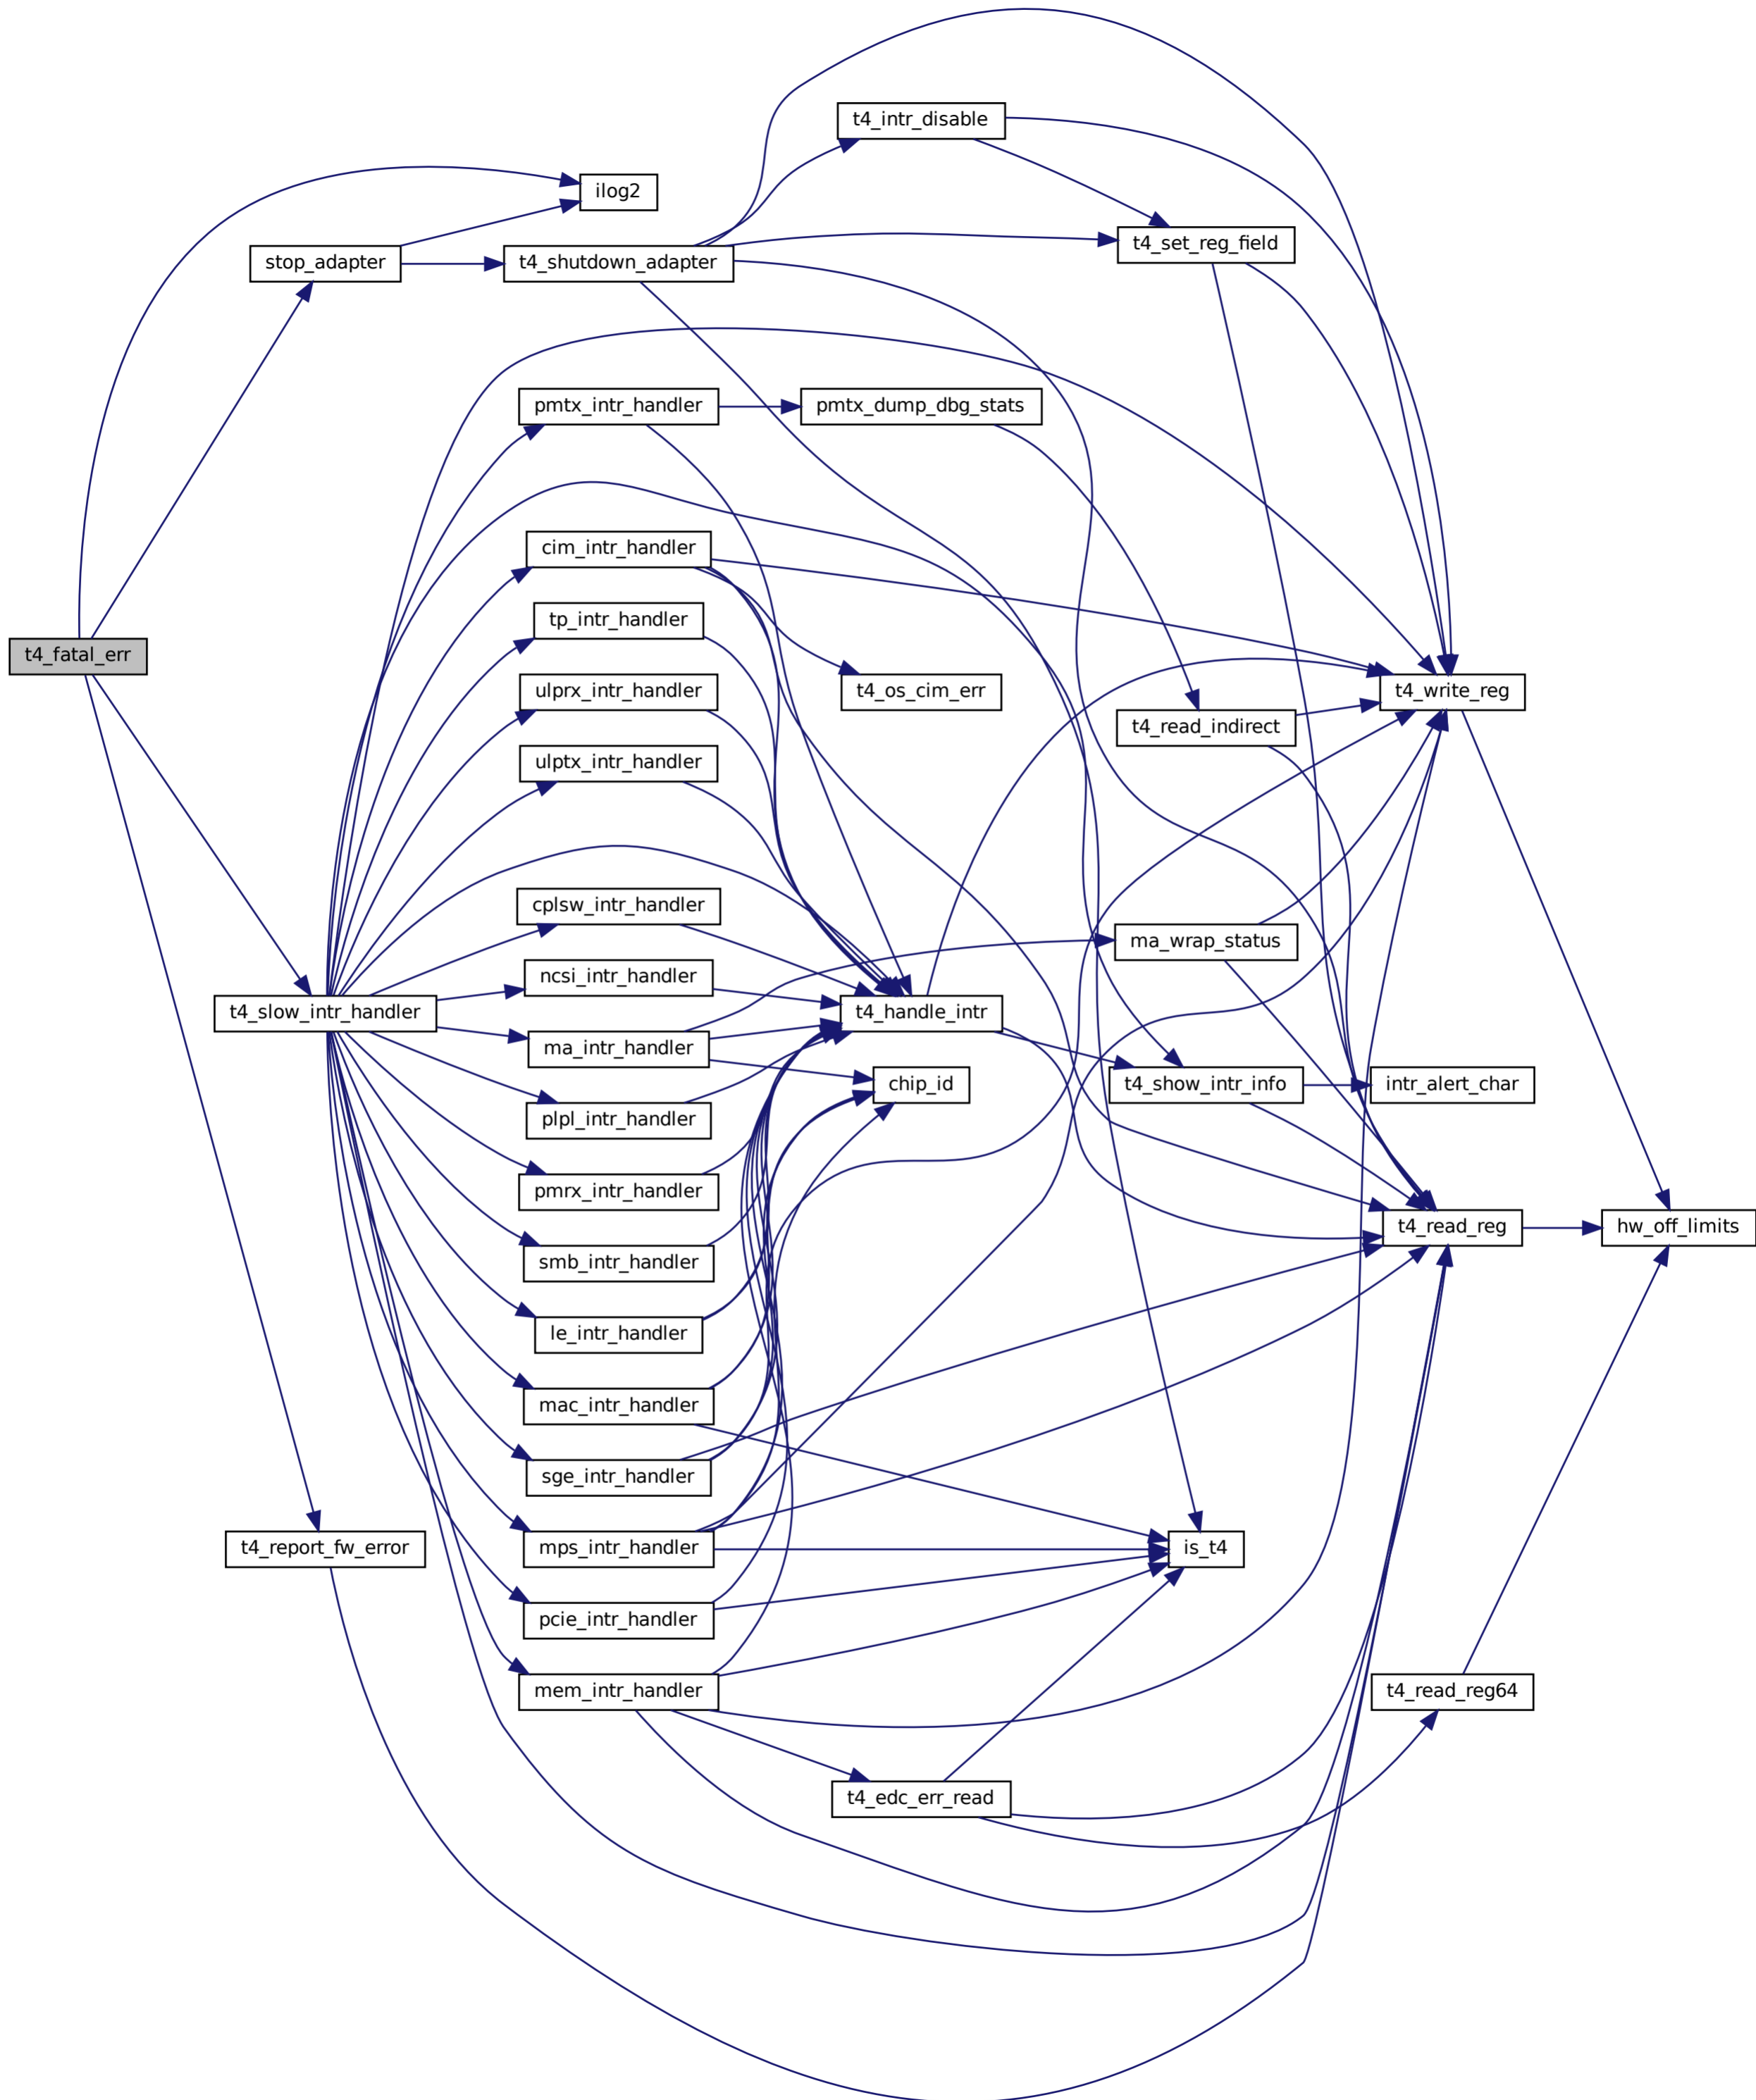 t4_intr_disable
ilog2
t4_set_reg_field
stop_adapter
t4_shutdown_adapter
pmtx_intr_handler
pmtx_dump_dbg_stats
cim_intr_handler
tp_intr_handler
t4_fatal_err
ulprx_intr_handler
t4_os_cim_err
t4_write_reg
t4_read_indirect
ulptx_intr_handler
cplsw_intr_handler
ma_wrap_status
ncsi_intr_handler
t4_slow_intr_handler
t4_handle_intr
ma_intr_handler
chip_id
t4_show_intr_info
intr_alert_char
plpl_intr_handler
pmrx_intr_handler
t4_read_reg
hw_off_limits
smb_intr_handler
le_intr_handler
mac_intr_handler
sge_intr_handler
t4_report_fw_error
mps_intr_handler
is_t4
pcie_intr_handler
mem_intr_handler
t4_read_reg64
t4_edc_err_read